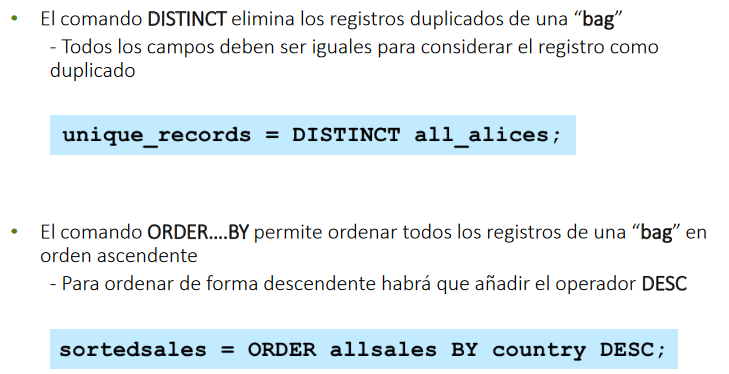 • El comando DISTINCT elimina los registros duplicados de una “bag”
- Todos los campos deben ser iguales para considerar el registro como
duplicado
unique_records = DISTINCT all_alices;
• El comando ORDER....BY permite ordenar todos los registros de una “bag” en
orden ascendente
- Para ordenar de forma descendente habrá que añadir el operador DESC
sortedsales = ORDER allsales BY country DESC;